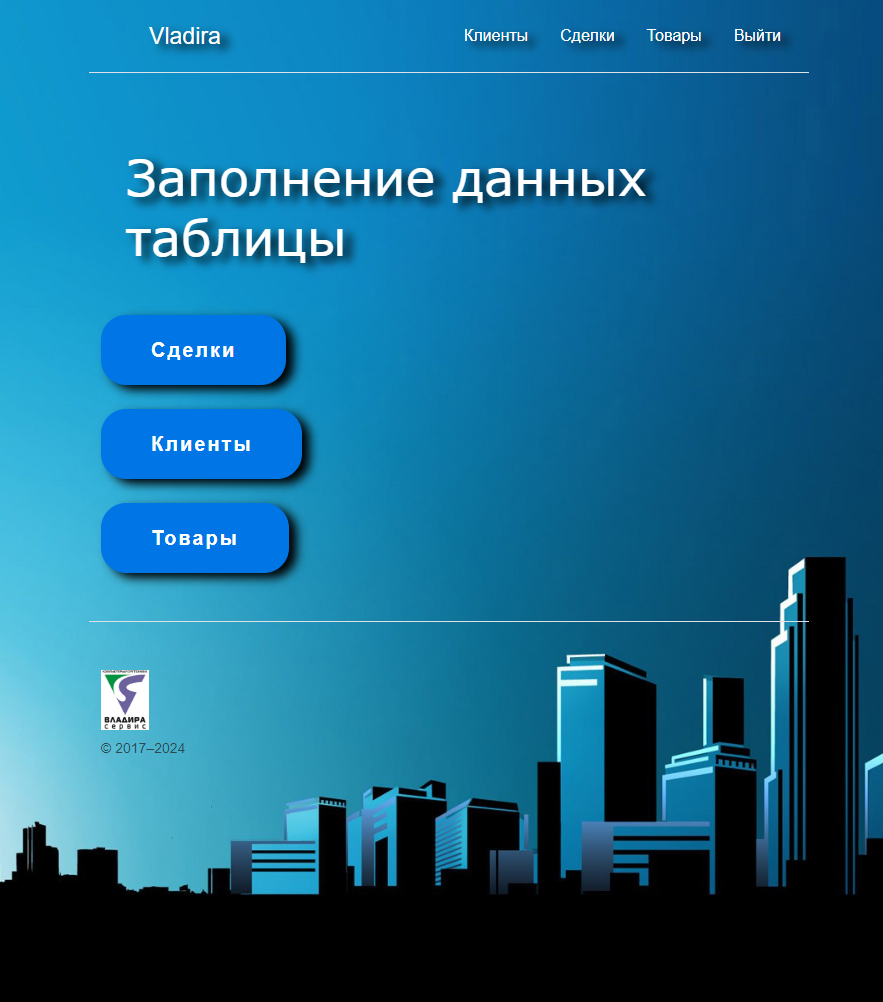 Vladira
Клиенты Сделки Товары Выйти
Заполнение данных
таблицы
Сделки
Клиенты
Товары
ВЛАДИРА
сервис
© 2017–2024